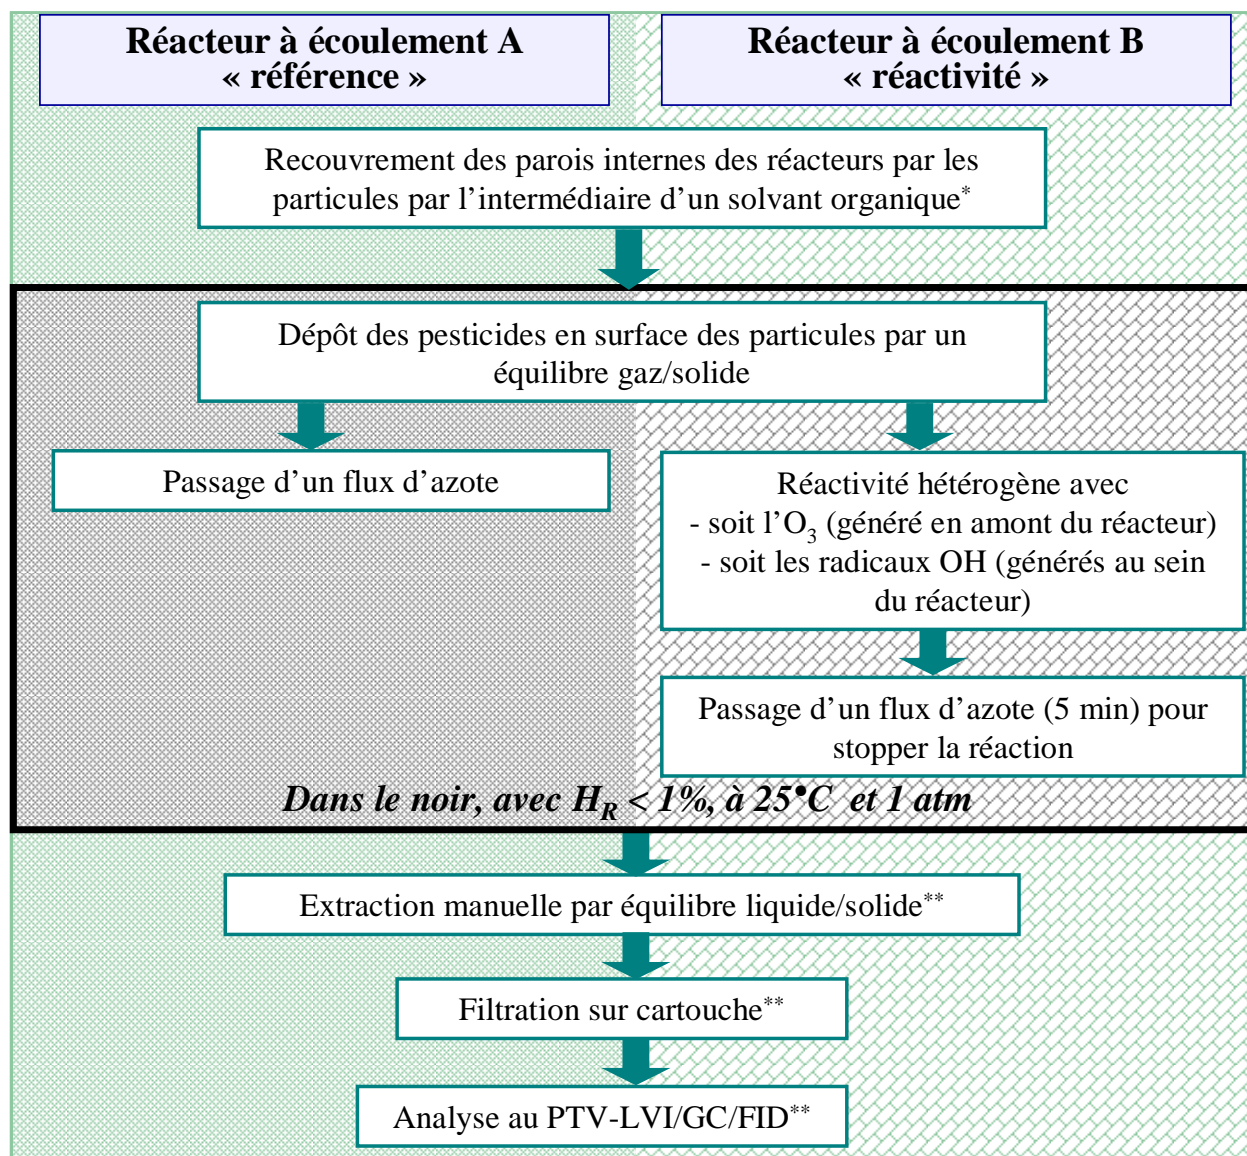 Réacteur à écoulement A
« référence »
Réacteur à écoulement B
« réactivité »
Recouvrement des parois internes des réacteurs par les
particules par l’intermédiaire d’un solvant organique*
Dépôt des pesticides en surface des particules par un
équilibre gaz/solide
Passage d’un flux d’azote
Réactivité hétérogène avec
- soit l’O3 (généré en amont du réacteur)
- soit les radicaux OH (générés au sein
du réacteur)
Passage d’un flux d’azote (5 min) pour
stopper la réaction
Dans le noir, avec HR < 1%, à 25•C et 1 atm
Extraction manuelle par équilibre liquide/solide**
Filtration sur cartouche**
Analyse au PTV-LVI/GC/FID**